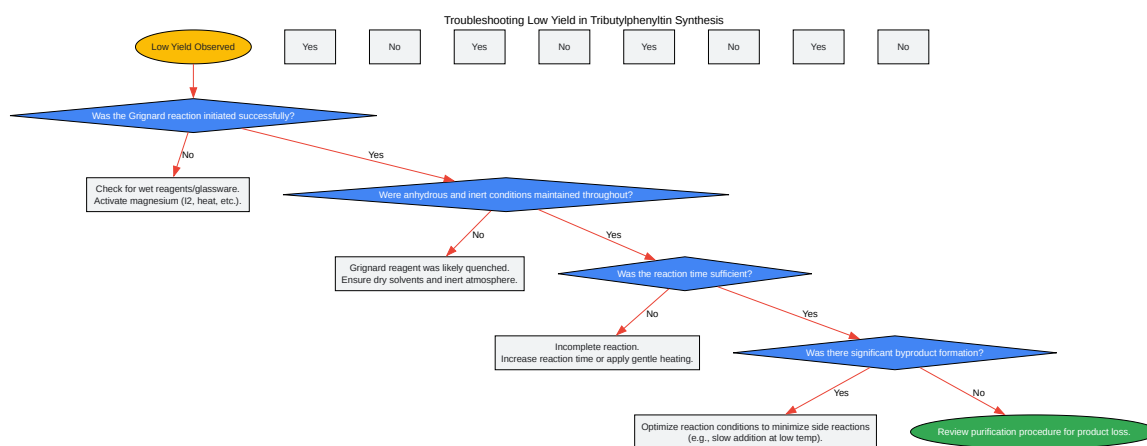 Troubleshooting Low Yield in Tributylphenyltin Synthesis
Low Yield Observed
Yes
No
Yes
No
Yes
No
Yes
No
Was the Grignard reaction initiated successfully?
No
Yes
Check for wet reagents/glassware.
Activate magnesium (I2, heat, etc.).
Were anhydrous and inert conditions maintained throughout?
No
Yes
Grignard reagent was likely quenched.
Ensure dry solvents and inert atmosphere.
Was the reaction time sufficient?
No
Yes
Incomplete reaction.
Increase reaction time or apply gentle heating.
Was there significant byproduct formation?
Yes
No
Optimize reaction conditions to minimize side reactions
(e.g., slow addition at low temp).
Review purification procedure for product loss.